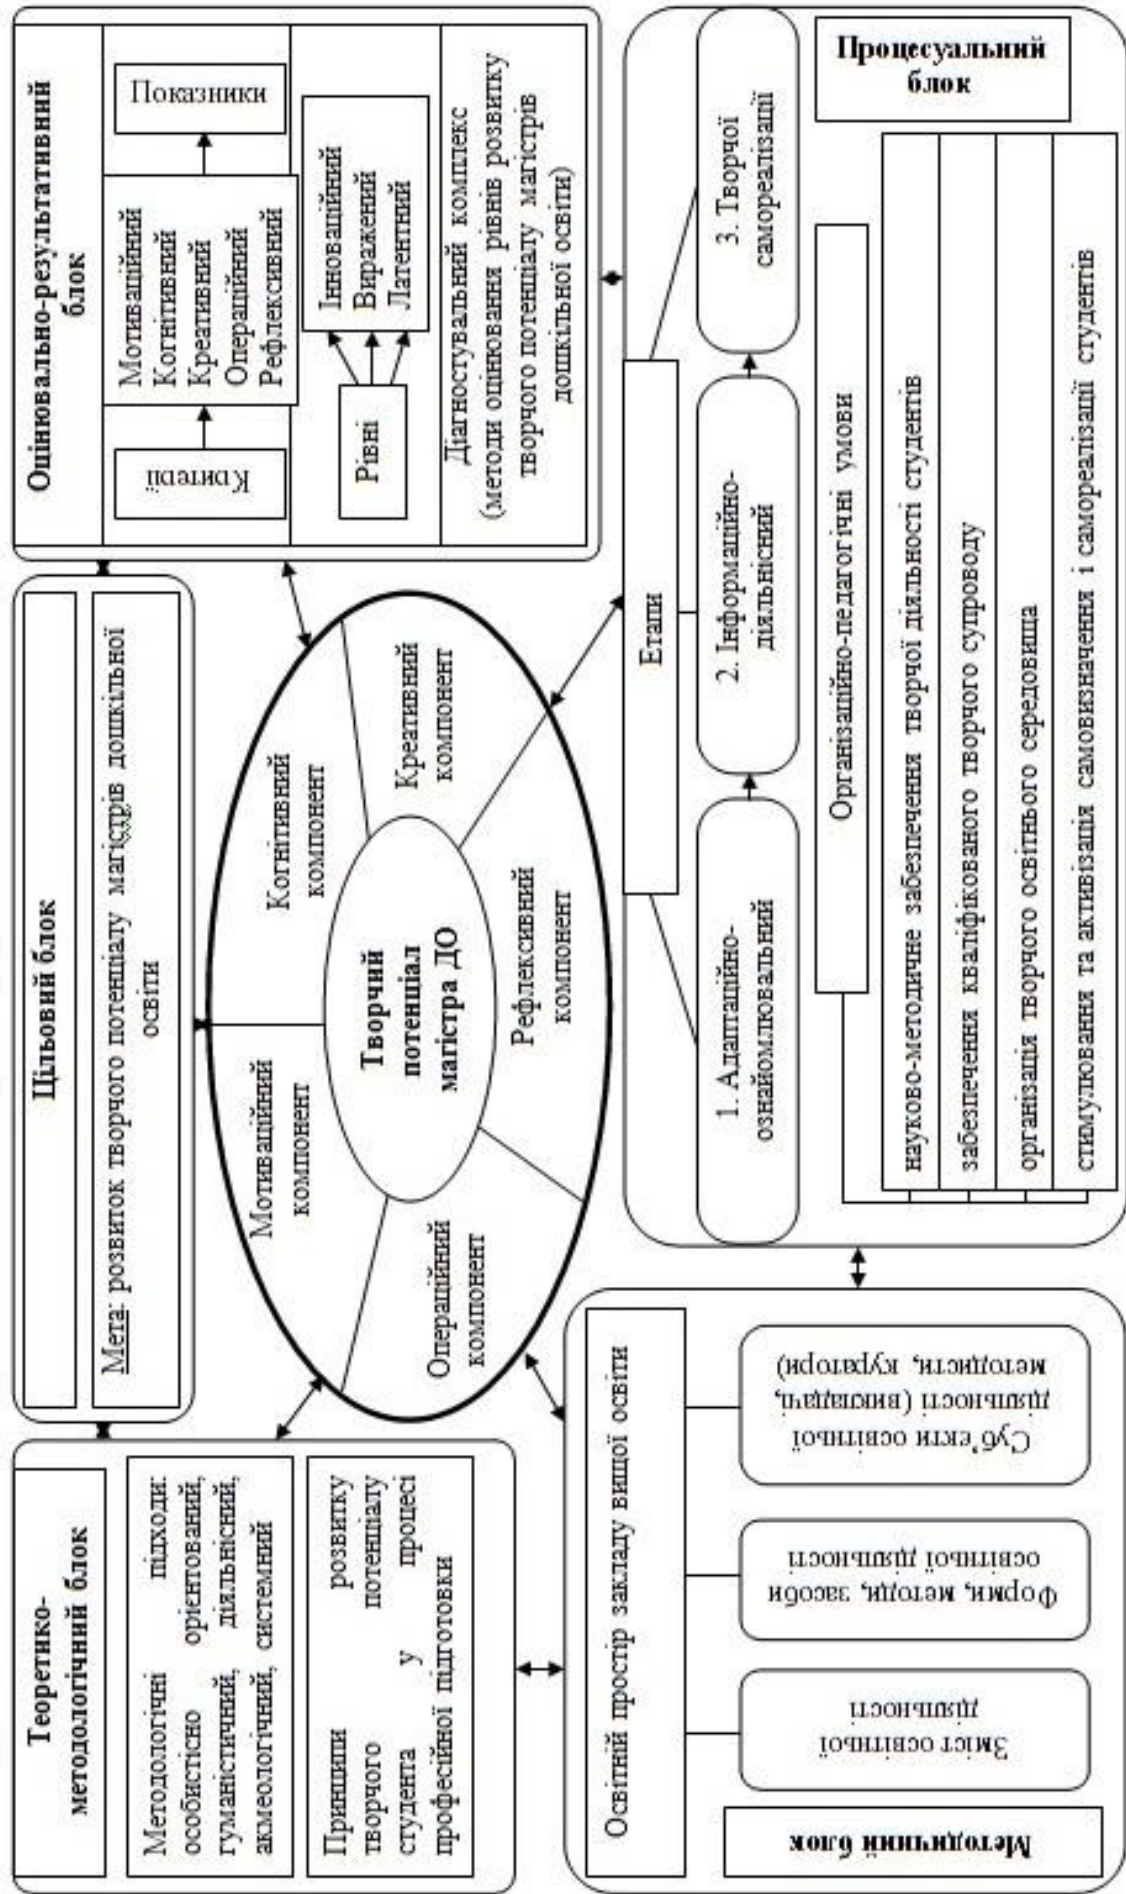 Теоретико-
методологічний блок
Методологічні підходи:
особистісно орієнтований,
гуманістичний, діяльнісний,
акмеологічний, системний
Принципи розвитку
творчого потенціалу
студента у процесі
професійної підготовки
Цільовий блок
Мета: розвиток творчого потенціалу магістрів дошкільної
освіти
Оцінювально-результативний
блок
Критерії
Мотиваційний
Когнітивний
Креативний
Операційний
Рефлексивний
Показники
Рівні
Інноваційний
Виражений
Латентний
Діагностувальний комплекс
(методи оцінювання рівнів розвитку
творчого потенціалу магістрів
дошкільної освіти)
Мотиваційний
компонент
Когнітивний
компонент
Креативний
компонент
Рефлексивний
компонент
Операційний
компонент
Творчий
потенціал
магістра ДО
Освітній простір закладу вищої освіти
Зміст освітньої
діяльності
Форми, методи, засоби
освітньої діяльності
Суб’єкти освітньої
діяльності (викладачі,
методисти, куратори)
Методичний блок
Етапи
1. Адаптаційно-
ознайомлювальний
2. Інформаційно-
діяльнісний
3. Творчої
самореалізації
Організаційно-педагогічні умови
науково-методичне забезпечення творчої діяльності студентів
забезпечення кваліфікованого творчого супроводу
організація творчого освітнього середовища
стимулювання та активізація самовизначення і самореалізації студентів
Процесуальний
блок